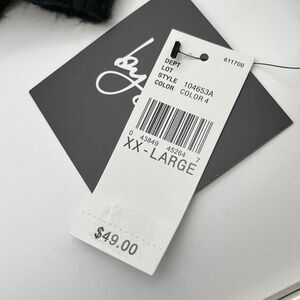 611700
DEPT
LOT
STYLE 104653A
COLOR COLOR 4
0 43849 45264 7
XX-LARGE
$49.00